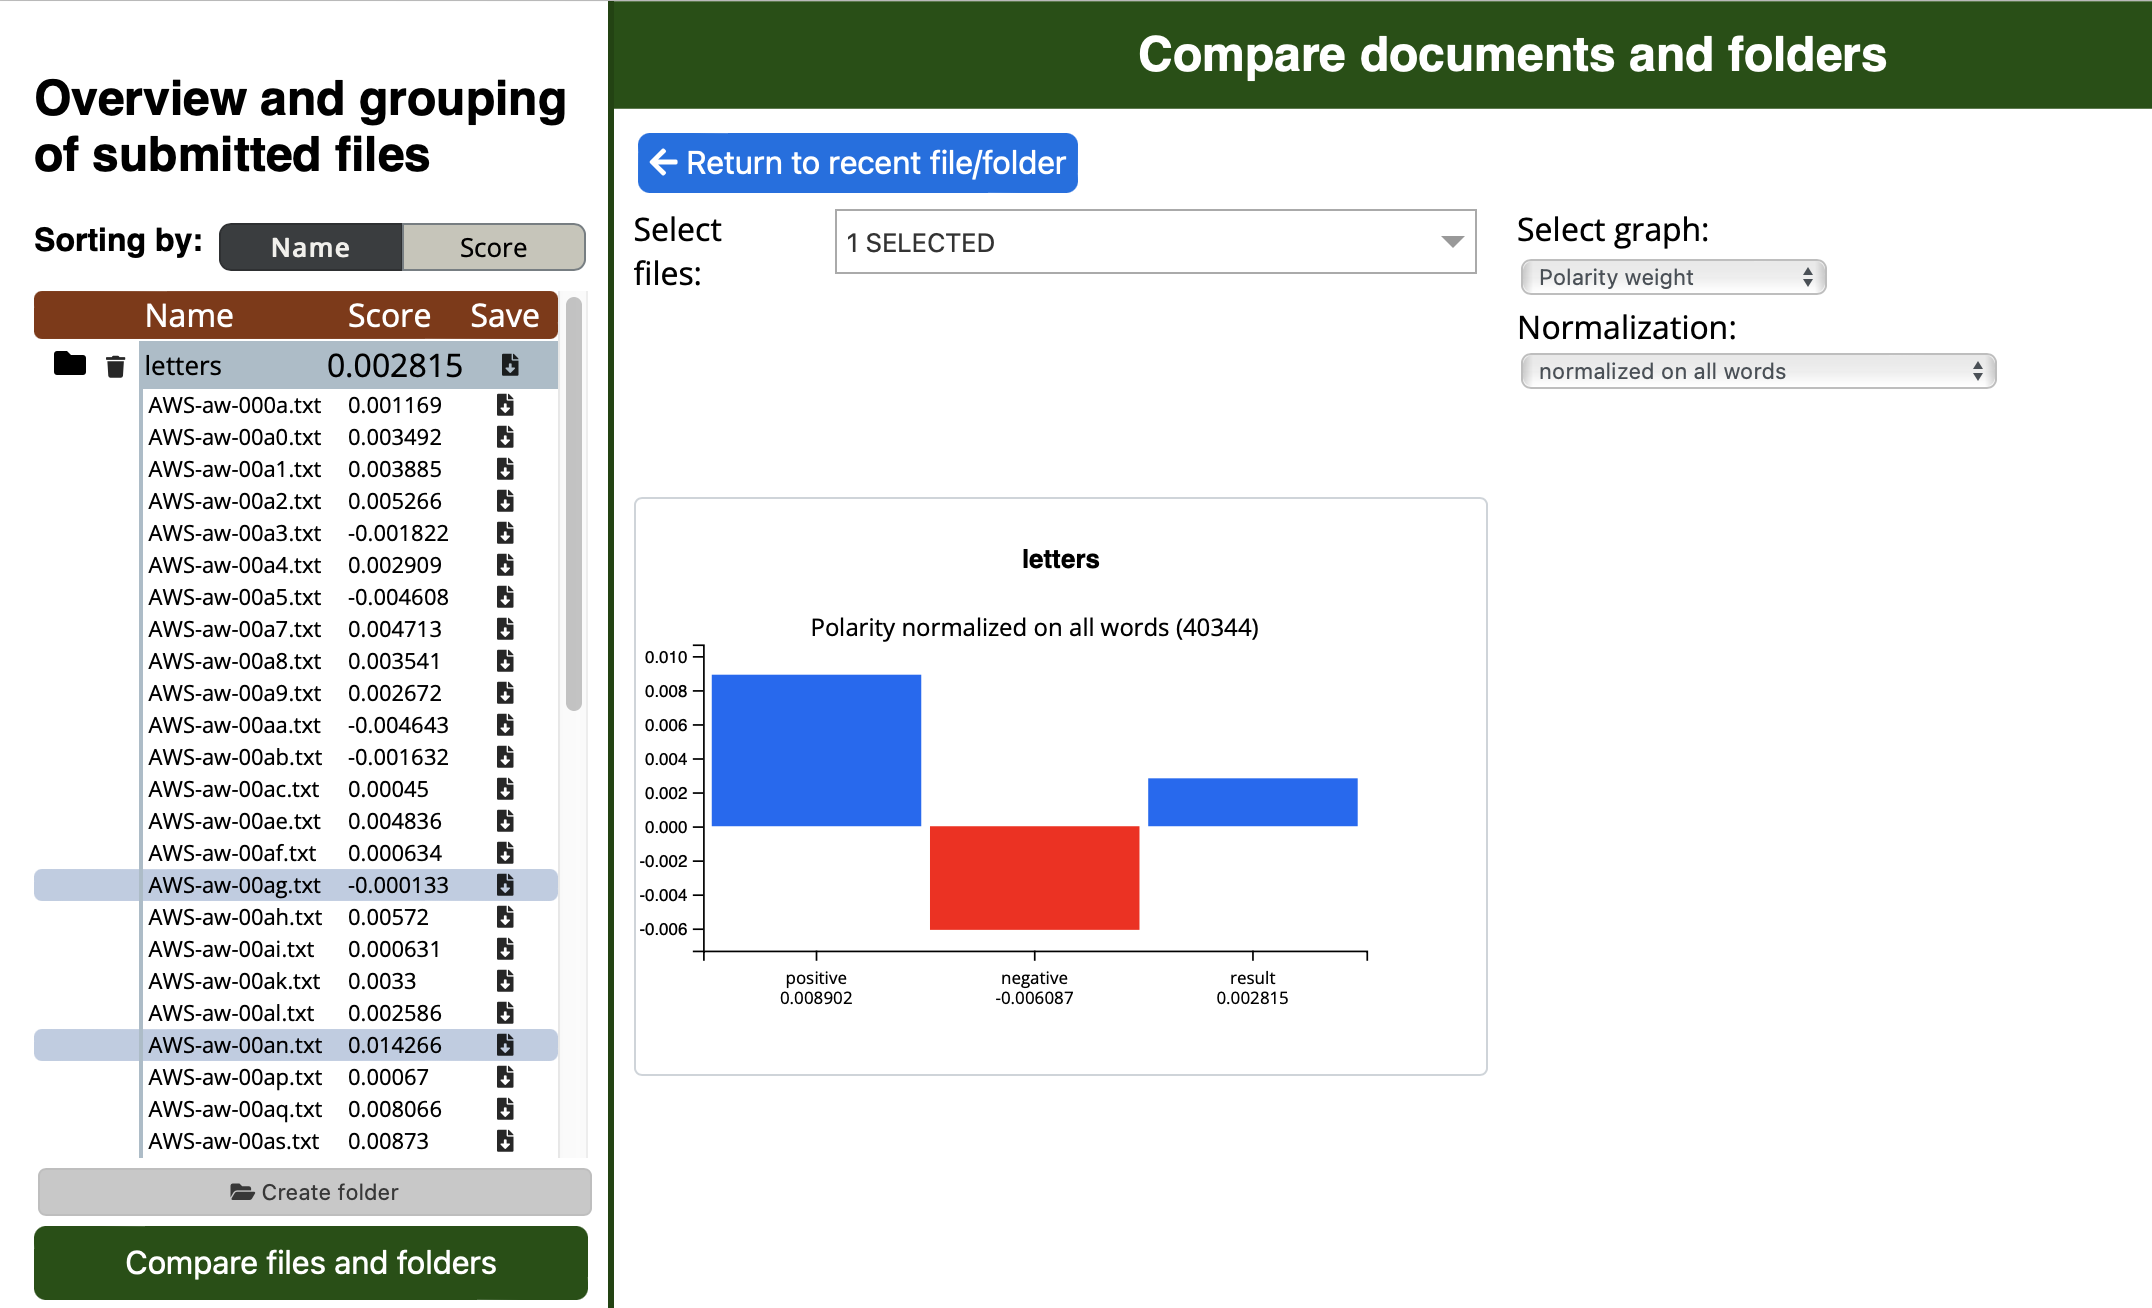 Overview and grouping
of submitted files
Sorting by: Name Score
Name Score Save
letters 0.002815
AWS-aw-000a.txt 0.001169
AWS-aw-00a0.txt 0.003492
AWS-aw-00a1.txt 0.003885
AWS-aw-00a2.txt 0.005266
AWS-aw-00a3.txt -0.001822
AWS-aw-00a4.txt 0.002909
AWS-aw-00a5.txt -0.004608
AWS-aw-00a7.txt 0.004713
AWS-aw-00a8.txt 0.003541
AWS-aw-00a9.txt 0.002672
AWS-aw-00aa.txt -0.004643
AWS-aw-00ab.txt -0.001632
AWS-aw-00ac.txt 0.00045
AWS-aw-00ae.txt 0.004836
AWS-aw-00af.txt 0.000634
AWS-aw-00ag.txt -0.000133
AWS-aw-00ah.txt 0.00572
AWS-aw-00ai.txt 0.000631
AWS-aw-00ak.txt 0.0033
AWS-aw-00al.txt 0.002586
AWS-aw-00an.txt 0.014266
AWS-aw-00ap.txt 0.00067
AWS-aw-00aq.txt 0.008066
AWS-aw-00as.txt 0.00873
Create folder
Compare files and folders
Compare documents and folders
Return to recent file/folder
Select
files:
1 SELECTED
Select graph:
Polarity weight
Normalization:
normalized on all words
letters
Polarity normalized on all words (40344)
0.010
0.008
0.006
0.004
0.002
0.000
-0.002
-0.004
-0.006
positive negative result
0.008902 -0.006087 0.002815